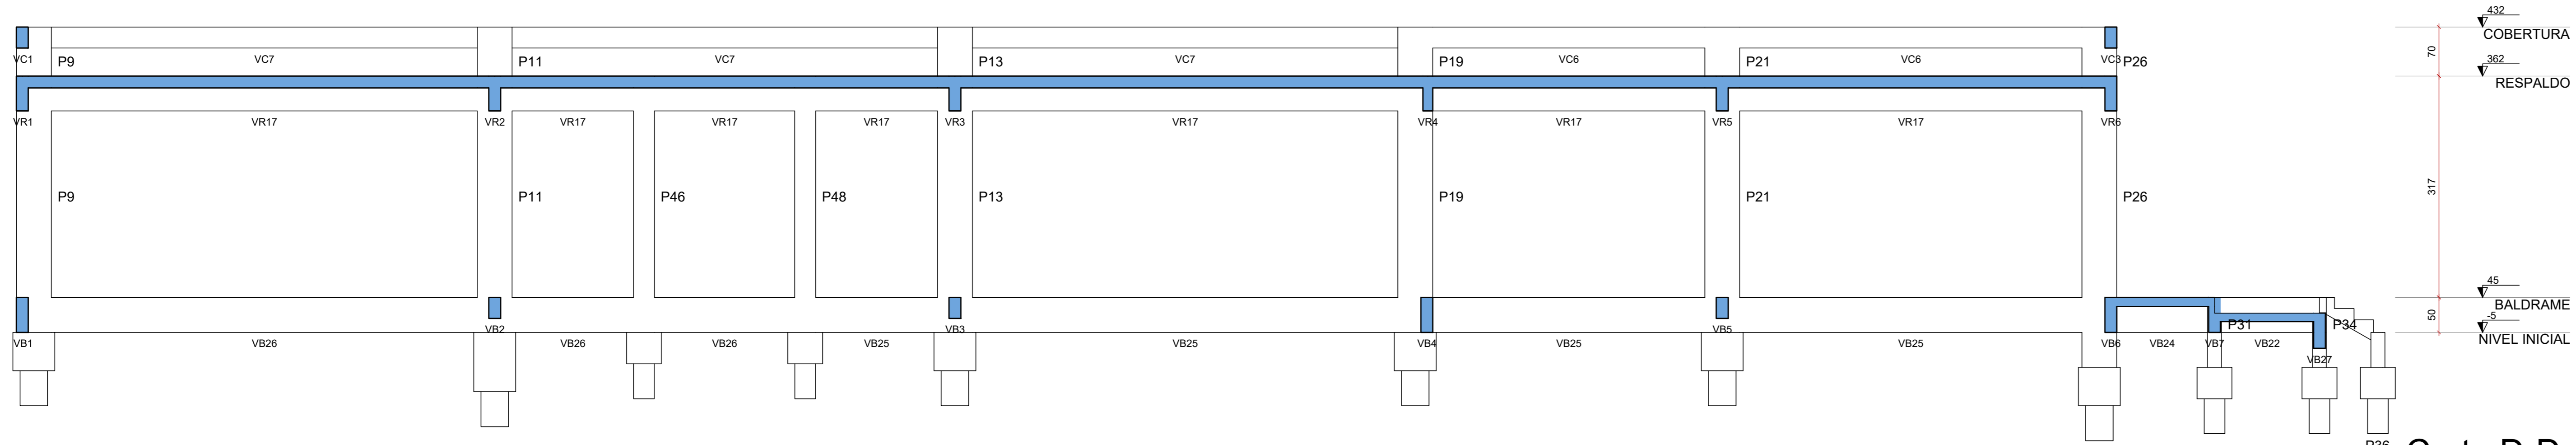 432
COBERTURA
70
VC1 P9 VC7 P11 VC7 P13 VC7 P19 VC6 P21 VC6 VC3 P26
362
RESPALDO
VR1 VR17 VR2 VR17 VR17 VR17 VR3 VR17 VR4 VR17 VR5 VR17 VR6
317
P9 P11 P46 P48 P13 P19 P21 P26
45
BALDRAME
50
-5
NIVEL INICIAL
P31 P34
VB2 VB3 VB5
VB1 VB26 VB26 VB26 VB25 VB25 VB4 VB25 VB25 VB6 VB24 VB7 VB22
VB27